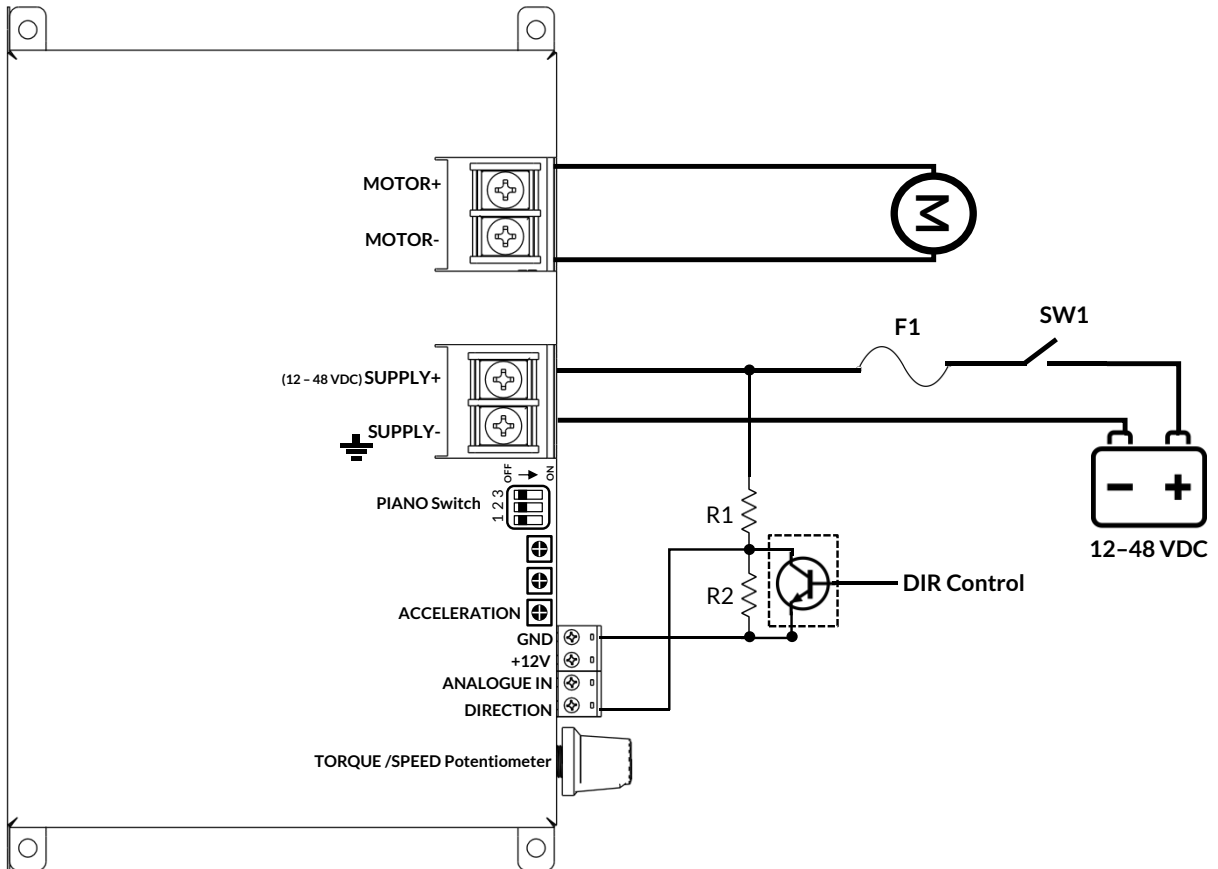 MOTOR+
M
MOTOR-
F1
SW1
(12 – 48 VDC) SUPPLY+
SUPPLY-
OFF → ON
PIANO Switch
1 2 3
− +
12–48 VDC
R1
R2
DIR Control
ACCELERATION
GND
+12V
ANALOGUE IN
DIRECTION
TORQUE /SPEED Potentiometer